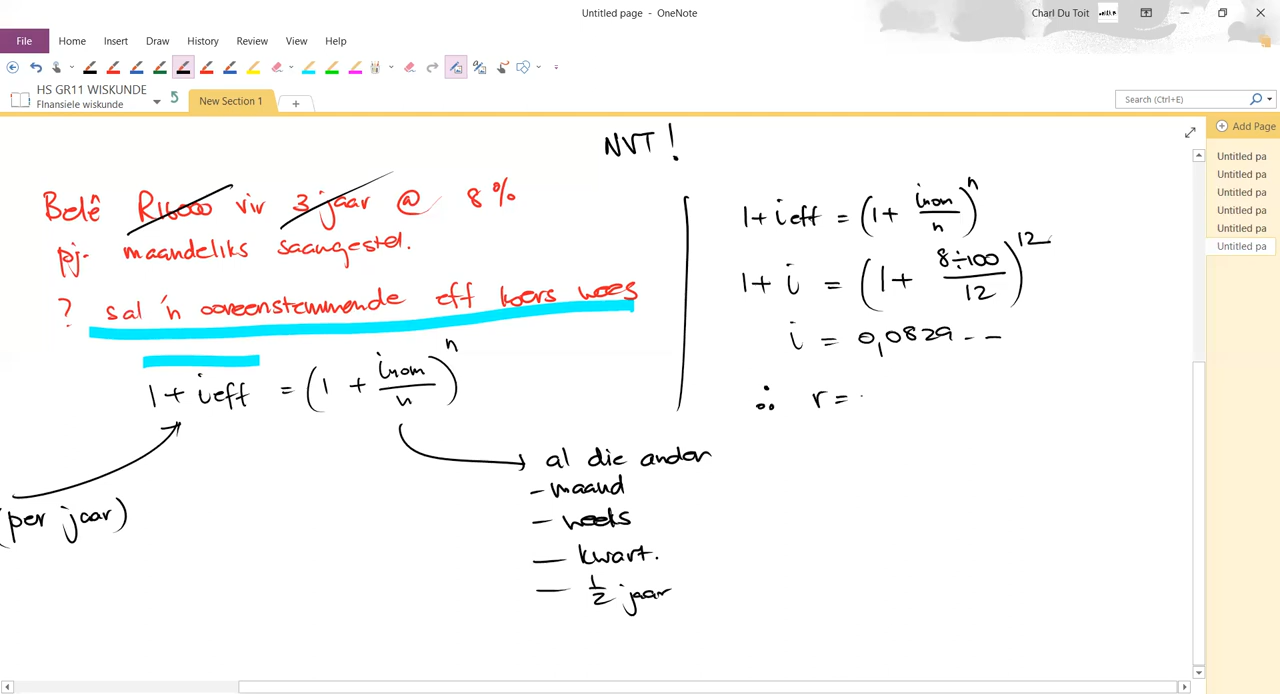 Untitled page - OneNote
Charl Du Toit
File Home Insert Draw History Review View Help
HS GR11 WISKUNDE
FInansiele wiskunde
New Section 1
+
Search (Ctrl+E)
Add Page
Untitled pa
Untitled pa
Untitled pa
Untitled pa
Untitled pa
Untitled pa
NVT!
Belê R16000 vir 3 jaar @ 8%
pj. maandeliks saamgestel.
? sal 'n ooreenstemmende eff koers wees
1 + ieff = (1 + inom/n)^n
(per jaar)
al die ander
- maand
- weeks
- kwart.
- 1/2 jaar
1 + ieff = (1 + inom/n)^n
1 + i = (1 + 8÷100/12)^12
i = 0,0829 - -
∴ r =